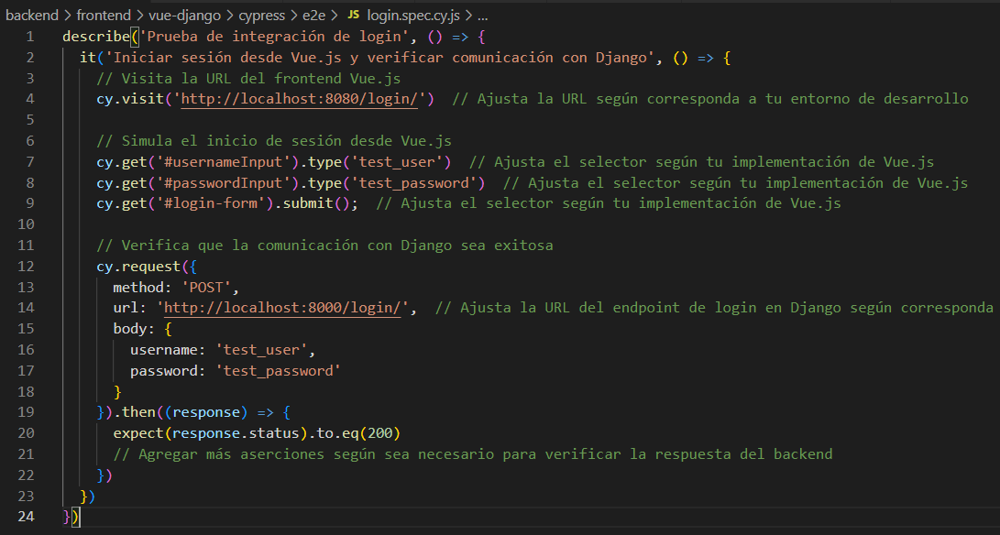 backend > frontend > vue-django > cypress > e2e > JS login.spec.cy.js > ...
1 describe('Prueba de integración de login', () => {
2 it('Iniciar sesión desde Vue.js y verificar comunicación con Django', () => {
3 // Visita la URL del frontend Vue.js
4 cy.visit('http://localhost:8080/login/') // Ajusta la URL según corresponda a tu entorno de desarrollo
5
6 // Simula el inicio de sesión desde Vue.js
7 cy.get('#usernameInput').type('test_user') // Ajusta el selector según tu implementación de Vue.js
8 cy.get('#passwordInput').type('test_password') // Ajusta el selector según tu implementación de Vue.js
9 cy.get('#login-form').submit(); // Ajusta el selector según tu implementación de Vue.js
10
11 // Verifica que la comunicación con Django sea exitosa
12 cy.request({
13 method: 'POST',
14 url: 'http://localhost:8000/login/', // Ajusta la URL del endpoint de login en Django según corresponda
15 body: {
16 username: 'test_user',
17 password: 'test_password'
18 }
19 }).then((response) => {
20 expect(response.status).to.eq(200)
21 // Agregar más aserciones según sea necesario para verificar la respuesta del backend
22 })
23 })
24 })